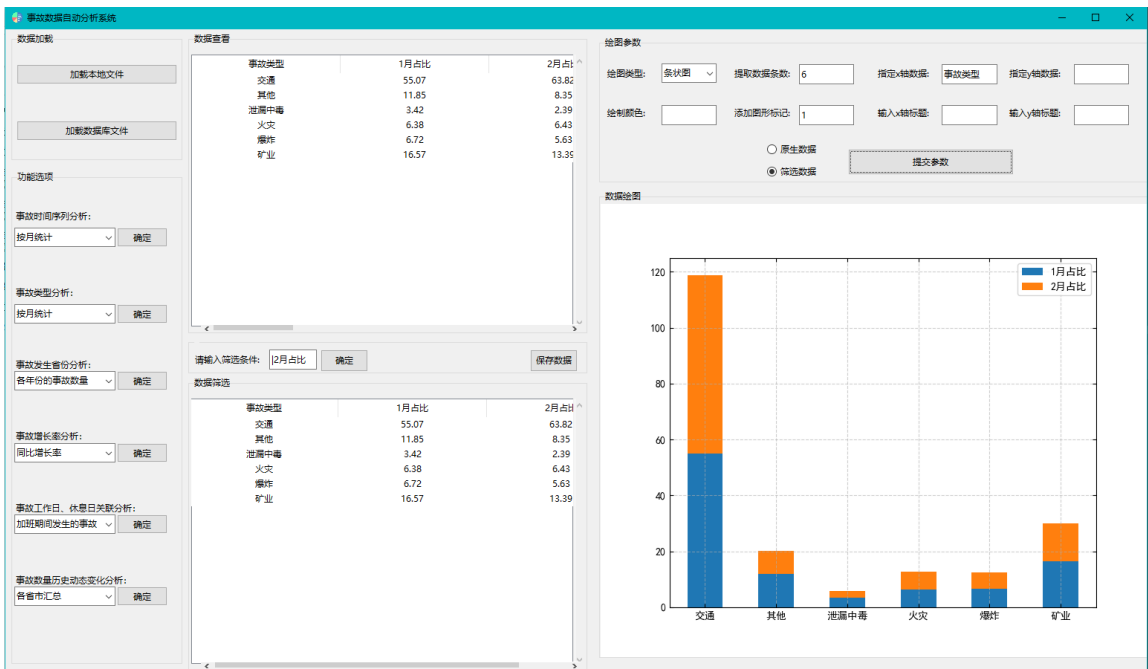 事故数据自动分析系统
数据加载
加载本地文件
加载数据库文件
功能选项
事故时间序列分析:
按月统计 确定
事故类型分析:
按月统计 确定
事故发生省份分析:
各年份的事故数量 确定
事故增长率分析:
同比增长率 确定
事故工作日、休息日关联分析:
加班期间发生的事故 确定
事故数量历史动态变化分析:
各省市汇总 确定
数据查看
事故类型 1月占比 2月占比
交通 55.07 63.82
其他 11.85 8.35
泄漏中毒 3.42 2.39
火灾 6.38 6.43
爆炸 6.72 5.63
矿业 16.57 13.39
请输入筛选条件: |2月占比 确定 保存数据
数据筛选
事故类型 1月占比 2月占比
交通 55.07 63.82
其他 11.85 8.35
泄漏中毒 3.42 2.39
火灾 6.38 6.43
爆炸 6.72 5.63
矿业 16.57 13.39
绘图参数
绘图类型: 条状图 提取数据条数: 6 指定x轴数据: 事故类型 指定y轴数据:
绘制颜色: 添加图形标记: 1 输入x轴标题: 输入y轴标题:
原生数据
筛选数据
提交参数
数据绘图
1月占比
2月占比
120
100
80
60
40
20
0
交通 其他 泄漏中毒 火灾 爆炸 矿业